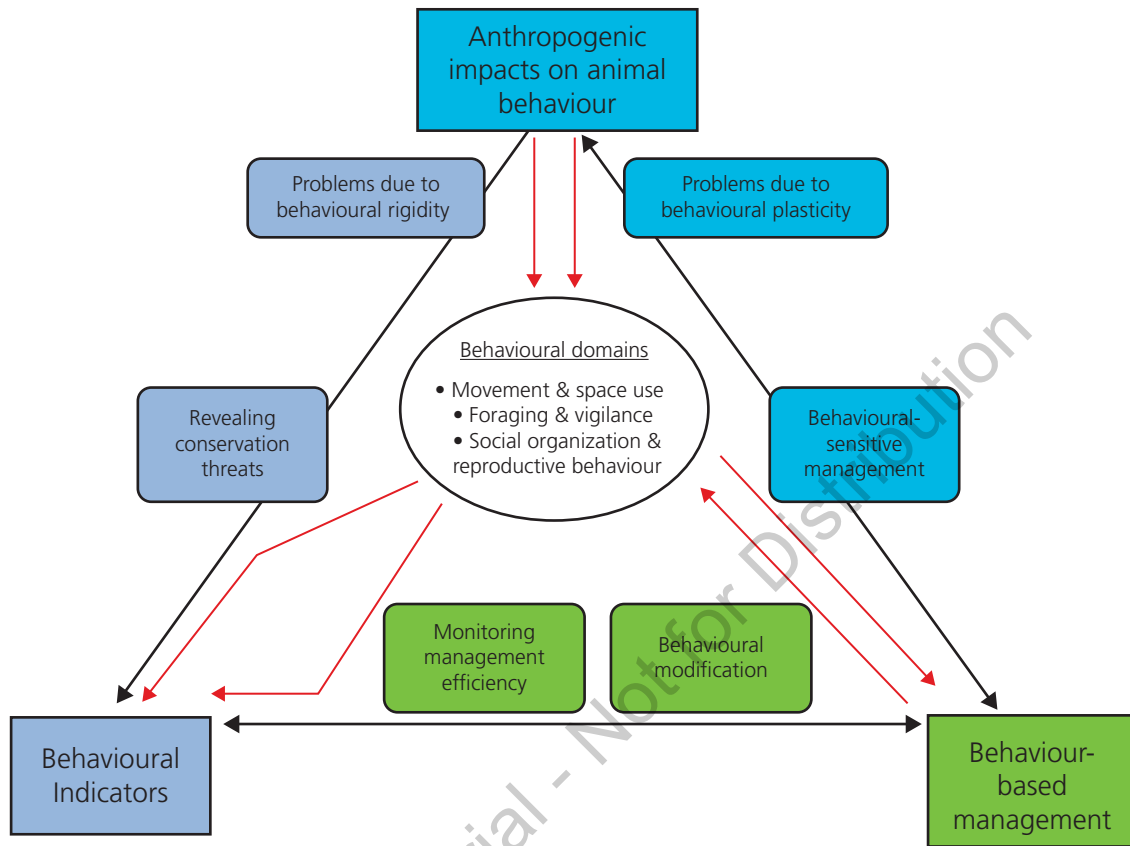 Anthropogenic
impacts on animal
behaviour
Problems due to
behavioural rigidity
Problems due to
behavioural plasticity
Behavioural domains
• Movement & space use
• Foraging & vigilance
• Social organization &
reproductive behaviour
Revealing
conservation
threats
Behavioural-
sensitive
management
Monitoring
management
efficiency
Behavioural
modification
Behavioural
Indicators
Behaviour-
based
management
rial - Not for Distribution